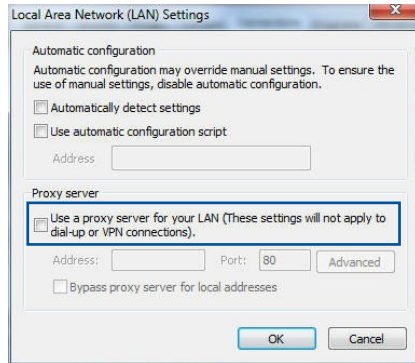 Local Area Network (LAN) Settings
Automatic configuration
Automatic configuration may override manual settings. To ensure the
use of manual settings, disable automatic configuration.
Automatically detect settings
Use automatic configuration script
Address
Proxy server
Use a proxy server for your LAN (These settings will not apply to
dial-up or VPN connections).
Address: Port: 80 Advanced
Bypass proxy server for local addresses
OK Cancel